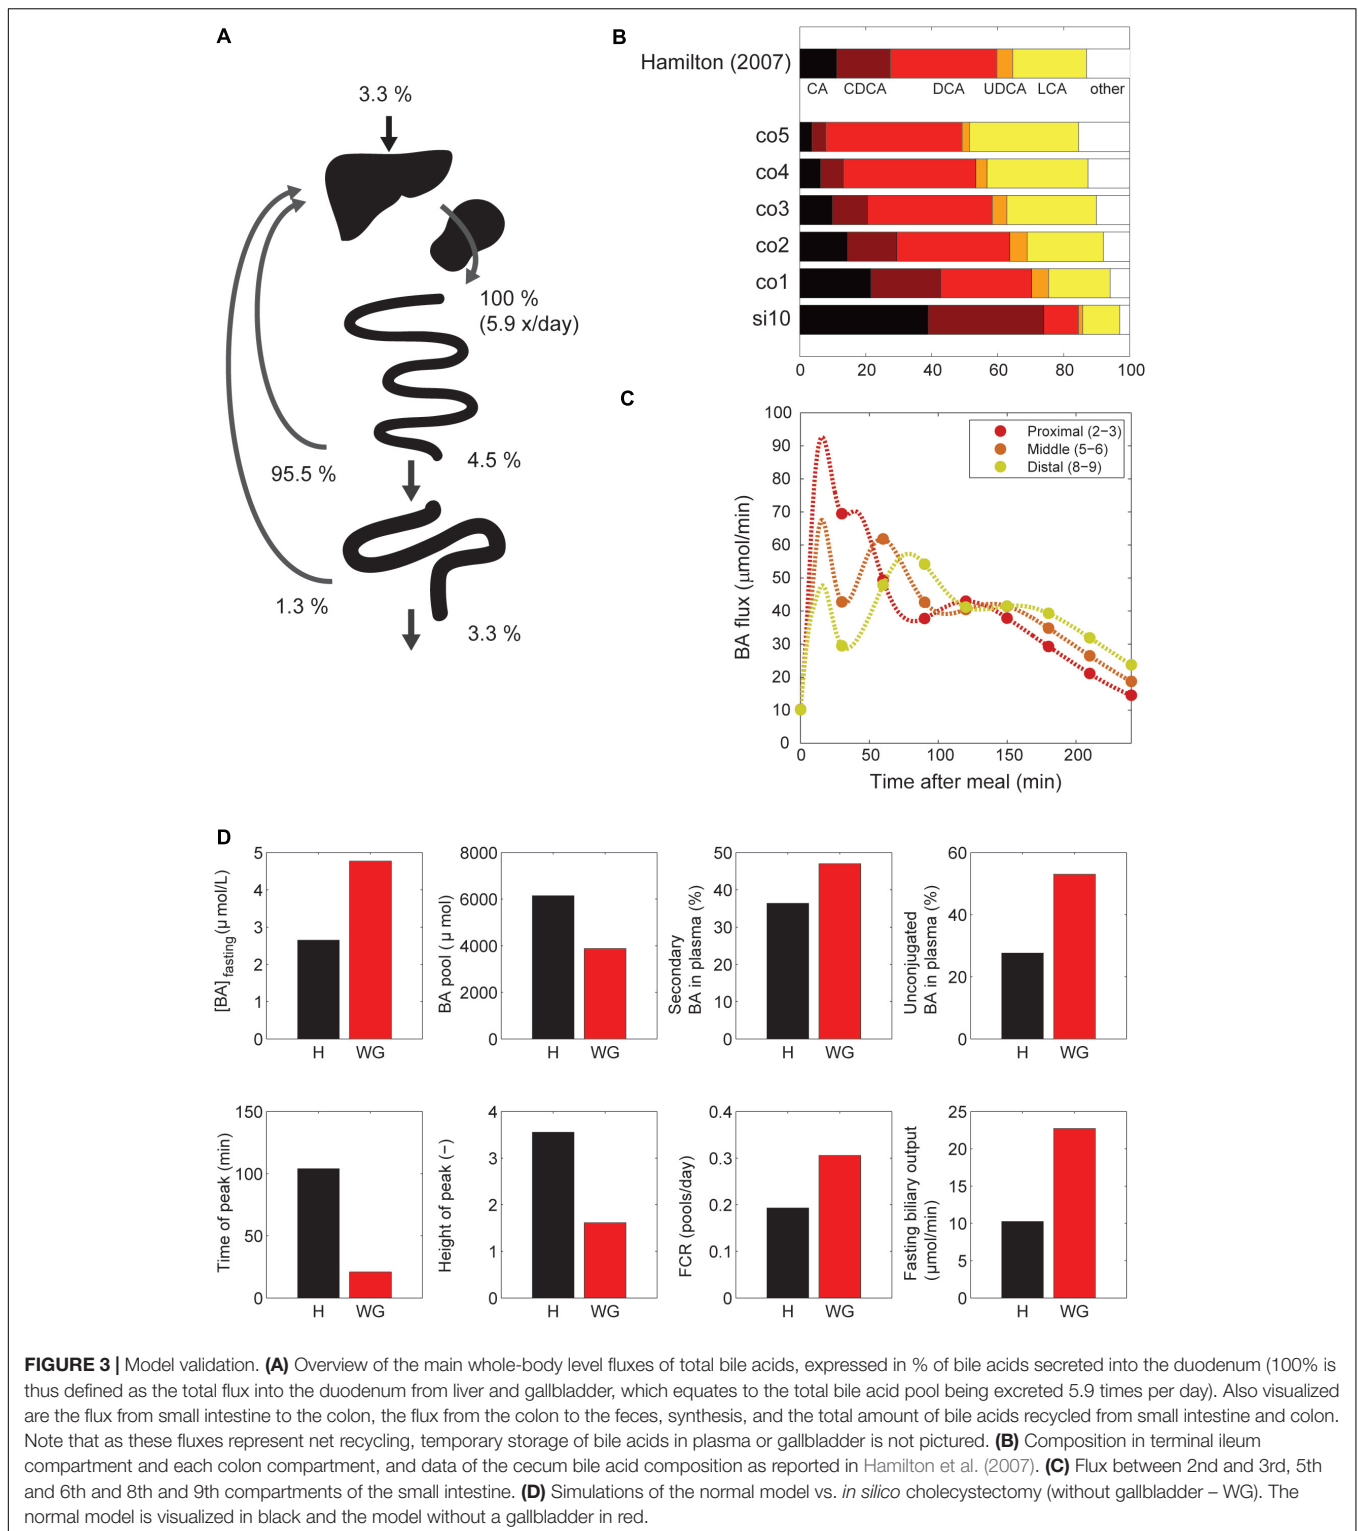 A
3.3 %
100 %
(5.9 x/day)
95.5 %
4.5 %
1.3 %
3.3 %
B
Hamilton (2007)
CA CDCA DCA UDCA LCA other
co5
co4
co3
co2
co1
si10
0 20 40 60 80 100
C
100
90
80
70
60
50
40
30
20
10
0
BA flux (μmol/min)
Proximal (2−3)
Middle (5−6)
Distal (8−9)
0 50 100 150 200
Time after meal (min)
D
[BA]fasting (μ mol/L)
5
4
3
2
1
0
H WG
BA pool ( μ mol)
8000
6000
4000
2000
0
H WG
Secondary
BA in plasma (%)
50
40
30
20
10
0
H WG
Unconjugated
BA in plasma (%)
60
40
20
0
H WG
Time of peak (min)
150
100
50
0
H WG
Height of peak (−)
4
3
2
1
0
H WG
FCR (pools/day)
0.4
0.3
0.2
0.1
0
H WG
Fasting biliary output
(μmol/min)
25
20
15
10
5
0
H WG
FIGURE 3 | Model validation. (A) Overview of the main whole-body level fluxes of total bile acids, expressed in % of bile acids secreted into the duodenum (100% is
thus defined as the total flux into the duodenum from liver and gallbladder, which equates to the total bile acid pool being excreted 5.9 times per day). Also visualized
are the flux from small intestine to the colon, the flux from the colon to the feces, synthesis, and the total amount of bile acids recycled from small intestine and colon.
Note that as these fluxes represent net recycling, temporary storage of bile acids in plasma or gallbladder is not pictured. (B) Composition in terminal ileum
compartment and each colon compartment, and data of the cecum bile acid composition as reported in Hamilton et al. (2007). (C) Flux between 2nd and 3rd, 5th
and 6th and 8th and 9th compartments of the small intestine. (D) Simulations of the normal model vs. in silico cholecystectomy (without gallbladder – WG). The
normal model is visualized in black and the model without a gallbladder in red.